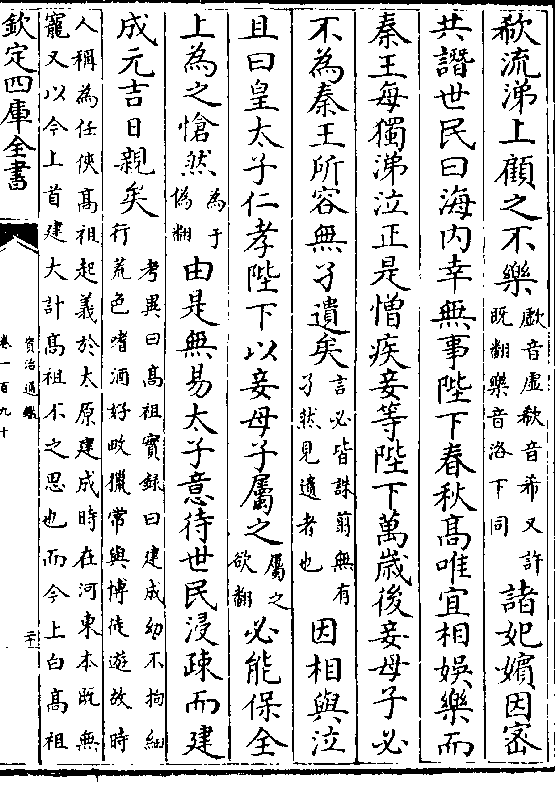 欷流涕上顧之不樂歔音虛欷音希又許
既翻樂音洛下同諸妃嬪因密
共譖世民曰海内幸無事陛下春秋髙唯宜相娛樂而
秦王每獨涕泣正是憎疾妾等陛下萬歳後妾母子必
不為秦王所容無孑遺矣言必皆誅翦無有
孑然見遺者也因相與泣
且曰皇太子仁孝陛下以妾母子屬之屬之
欲翻必能保全
上為之愴然為于
偽翻由是無易太子意待世民浸疎而建
成元吉日親矣考異曰髙祖實録曰建成幼不拘細
行荒色嗜酒好畋獵常與博徒遊故時
人稱為任俠髙祖起義於太原建成時在河東本既無
寵又以今上首建大計髙祖不之思也而今上白髙祖
欽定四庫全書
資治通鑑
卷一百九十